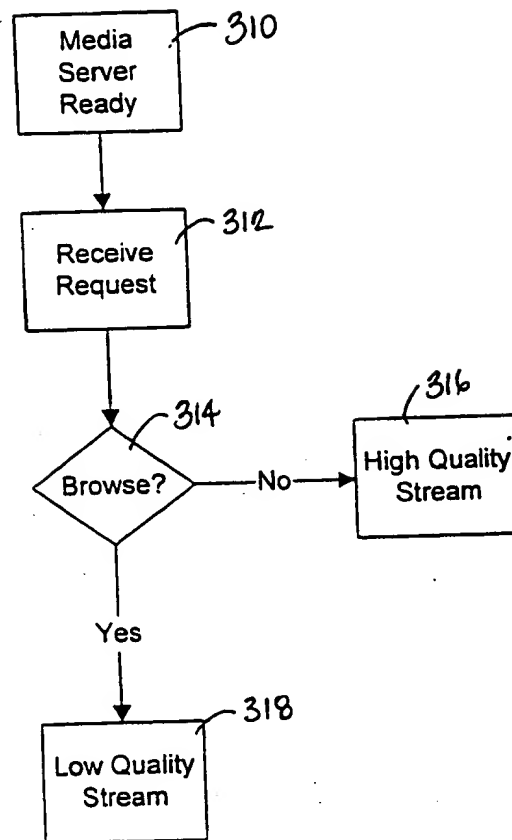 Media
Server
Ready
310
Receive
Request
312
Browse?
314
No
High Quality
Stream
316
Yes
Low Quality
Stream
318